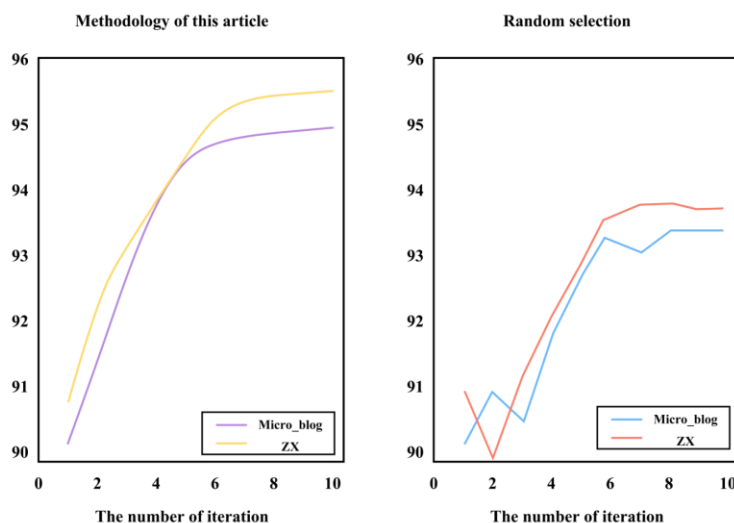 Methodology of this article
96
95
94
93
92
91
90
Micro_blog
ZX
0 2 4 6 8 10
The number of iteration
Random selection
96
95
94
93
92
91
90
Micro_blog
ZX
0 2 4 6 8 10
The number of iteration